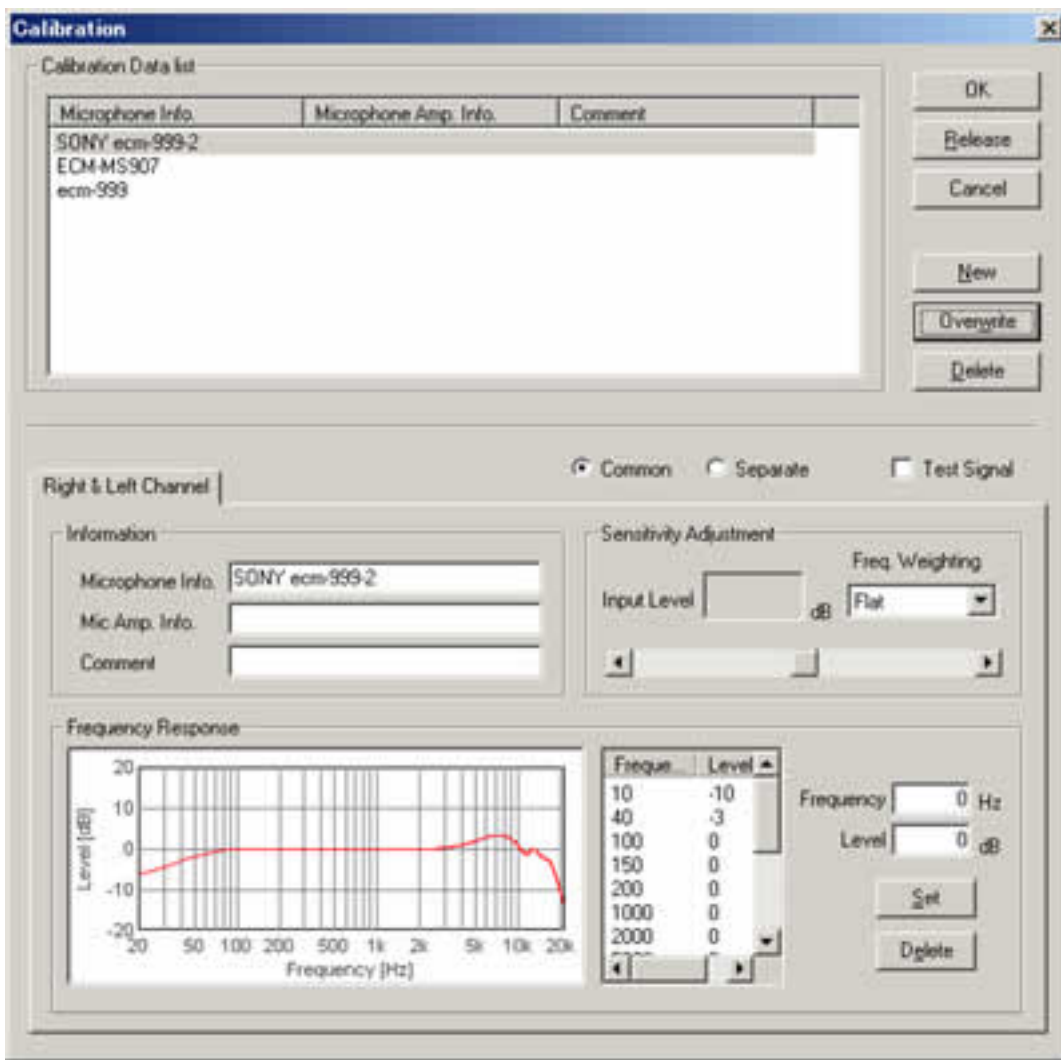 Calibration
Calibration Data list
OK
Microphone Info. Microphone Amp. Info. Comment
SONY ecm-999-2
Release
ECM-MS907
ecm-999
Cancel
New
Overwrite
Delete
Common Separate Test Signal
Right & Left Channel
Information
Sensitivity Adjustment
Freq. Weighting
Microphone Info. SONY ecm-999-2
Input Level dB Flat
Mic Amp. Info.
Comment
Frequency Response
20
10
0
-10
-20
Level [dB]
20 50 100 200 500 1k 2k 5k 10k 20k
Frequency [Hz]
Freque... Level
10 -10
40 -3
100 0
150 0
200 0
1000 0
2000 0
Frequency 0 Hz
Level 0 dB
Set
Delete